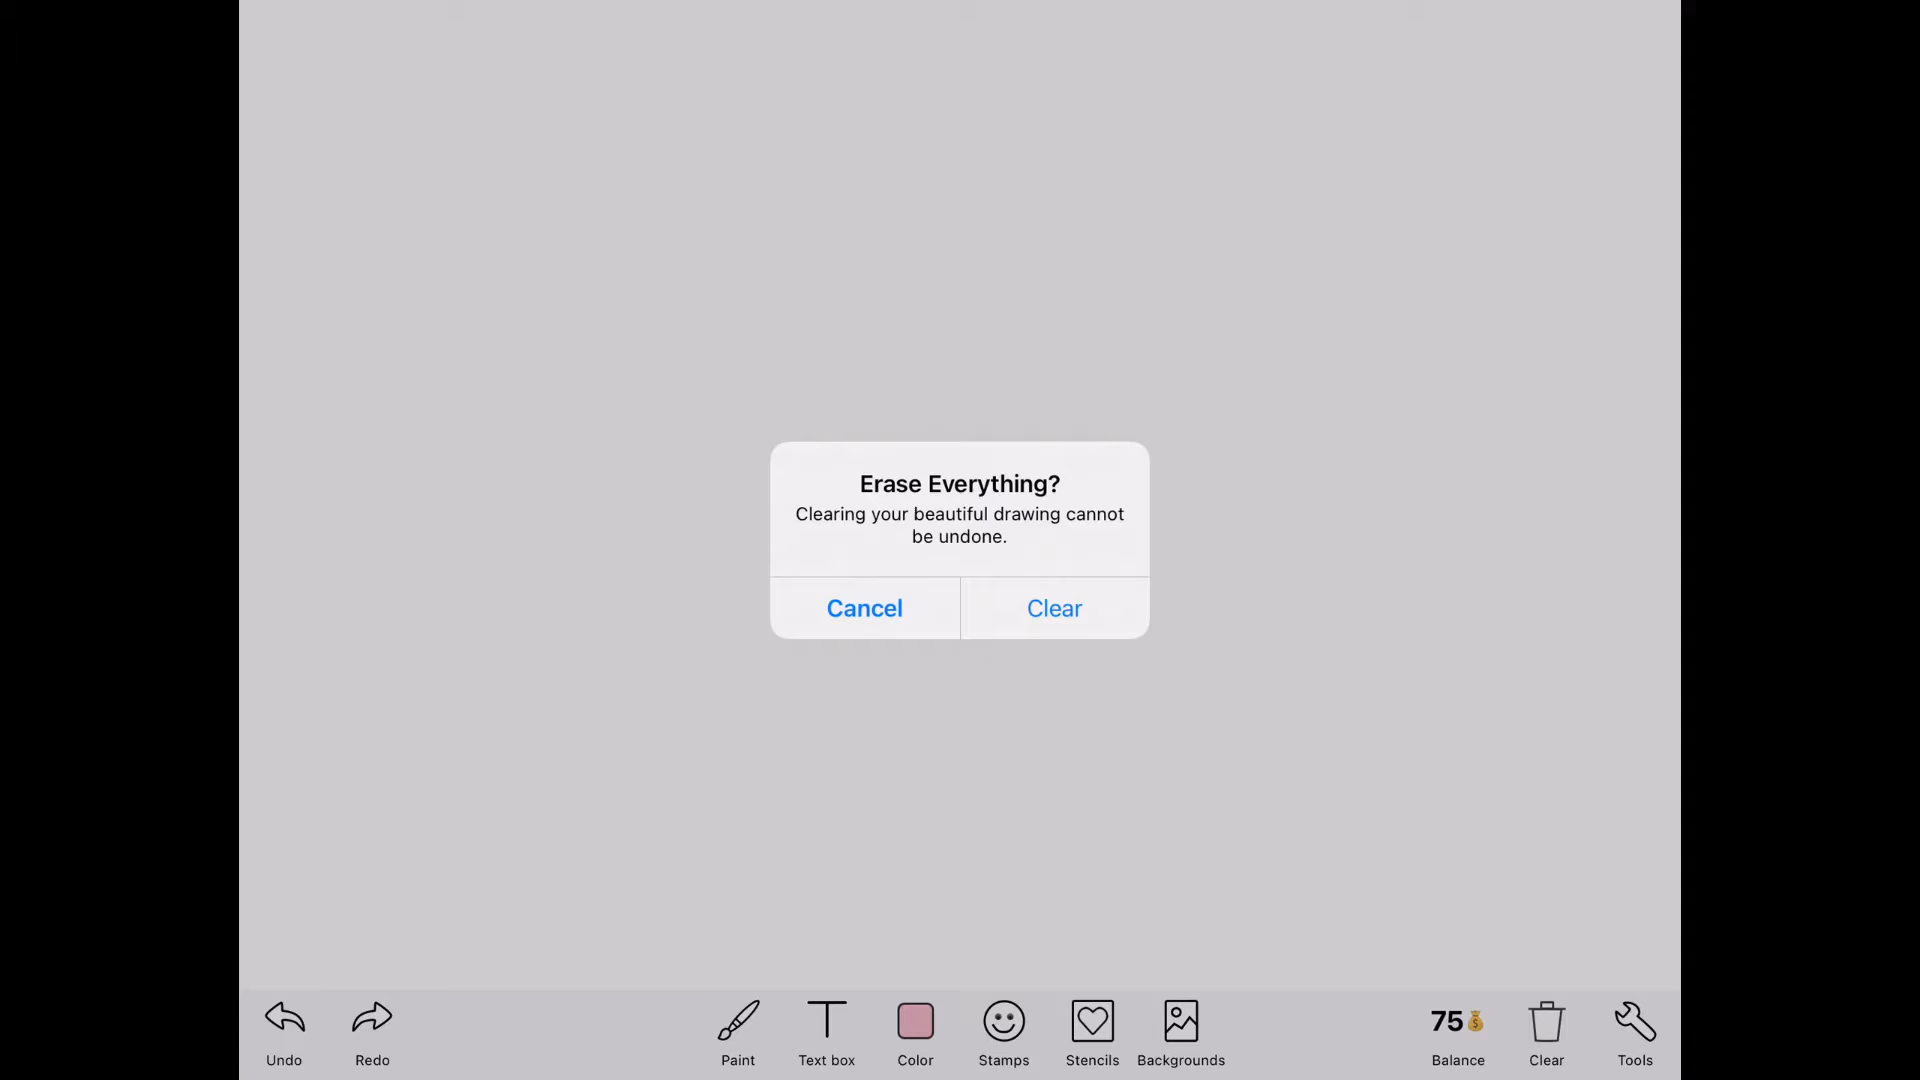 Erase Everything?
Clearing your beautiful drawing cannot
be undone.
Cancel
Clear
Undo
Redo
Paint
Text box
Color
Stamps
Stencils
Backgrounds
75
Balance
Clear
Tools